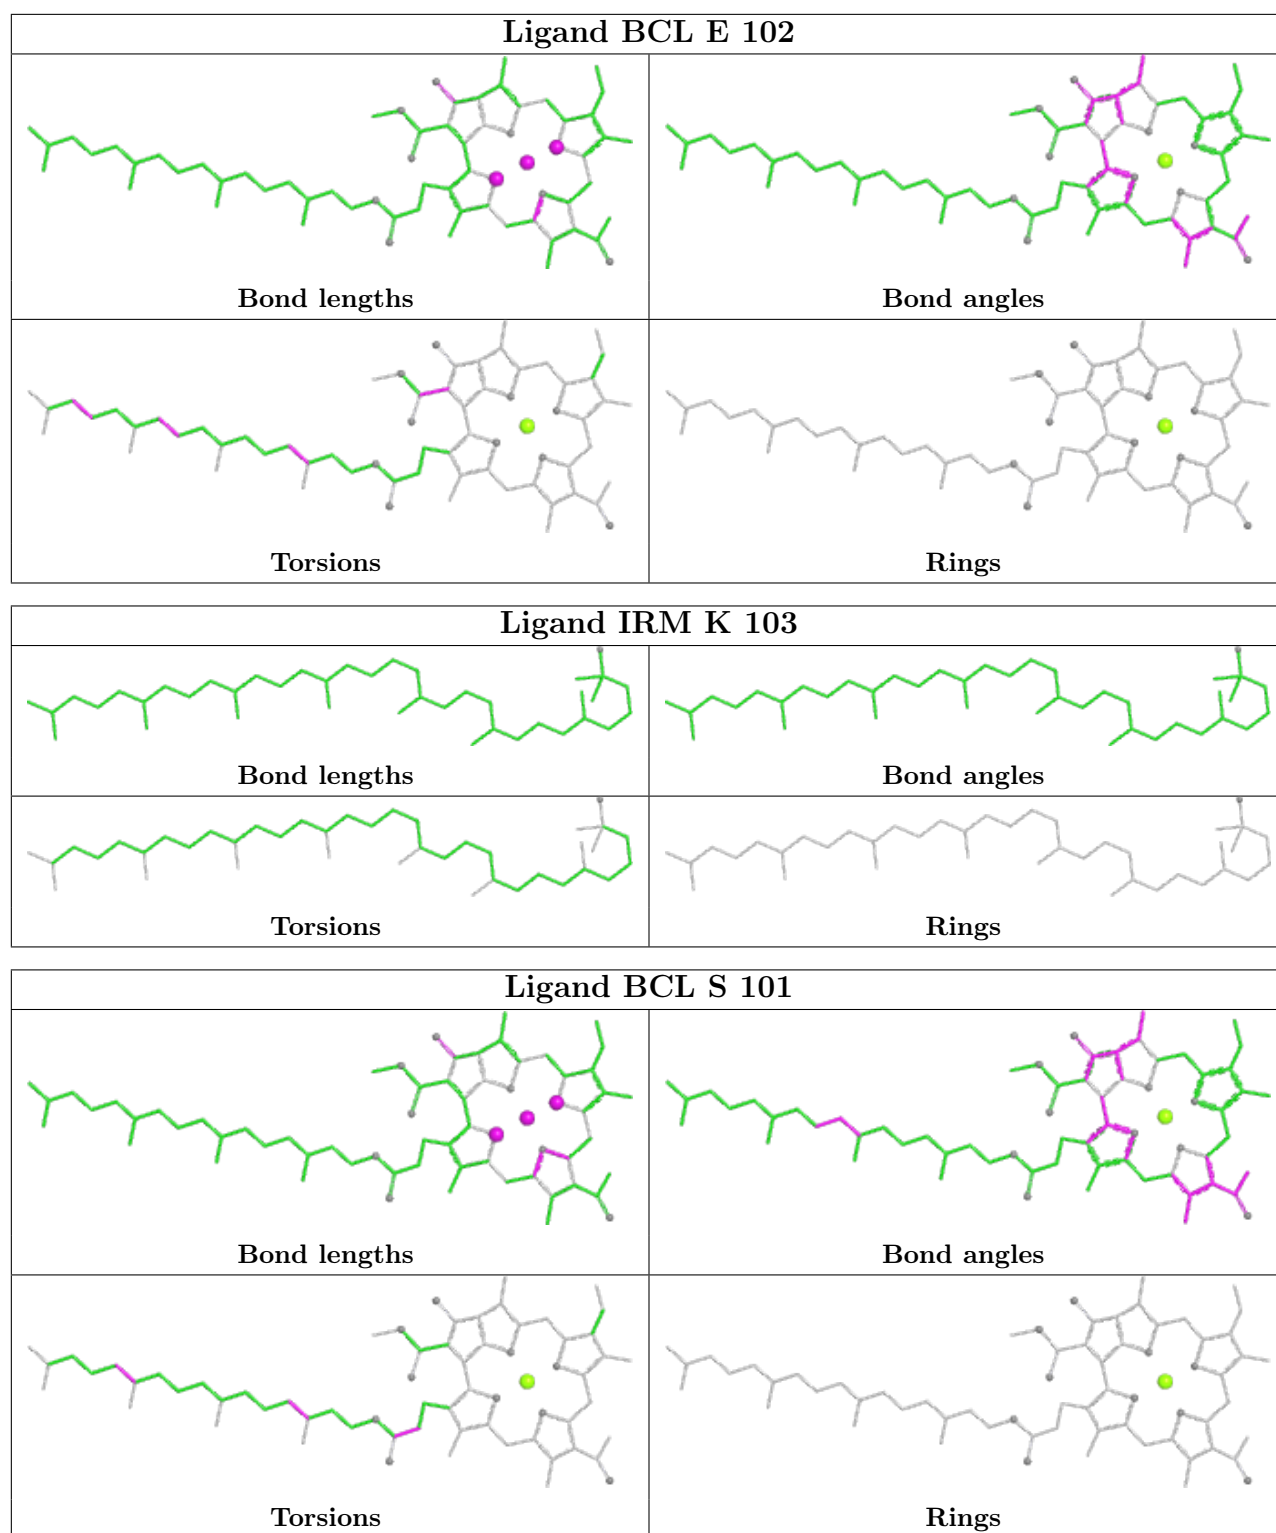 Ligand BCL E 102
Bond lengths
Bond angles
Torsions
Rings
Ligand IRM K 103
Bond lengths
Bond angles
Torsions
Rings
Ligand BCL S 101
Bond lengths
Bond angles
Torsions
Rings